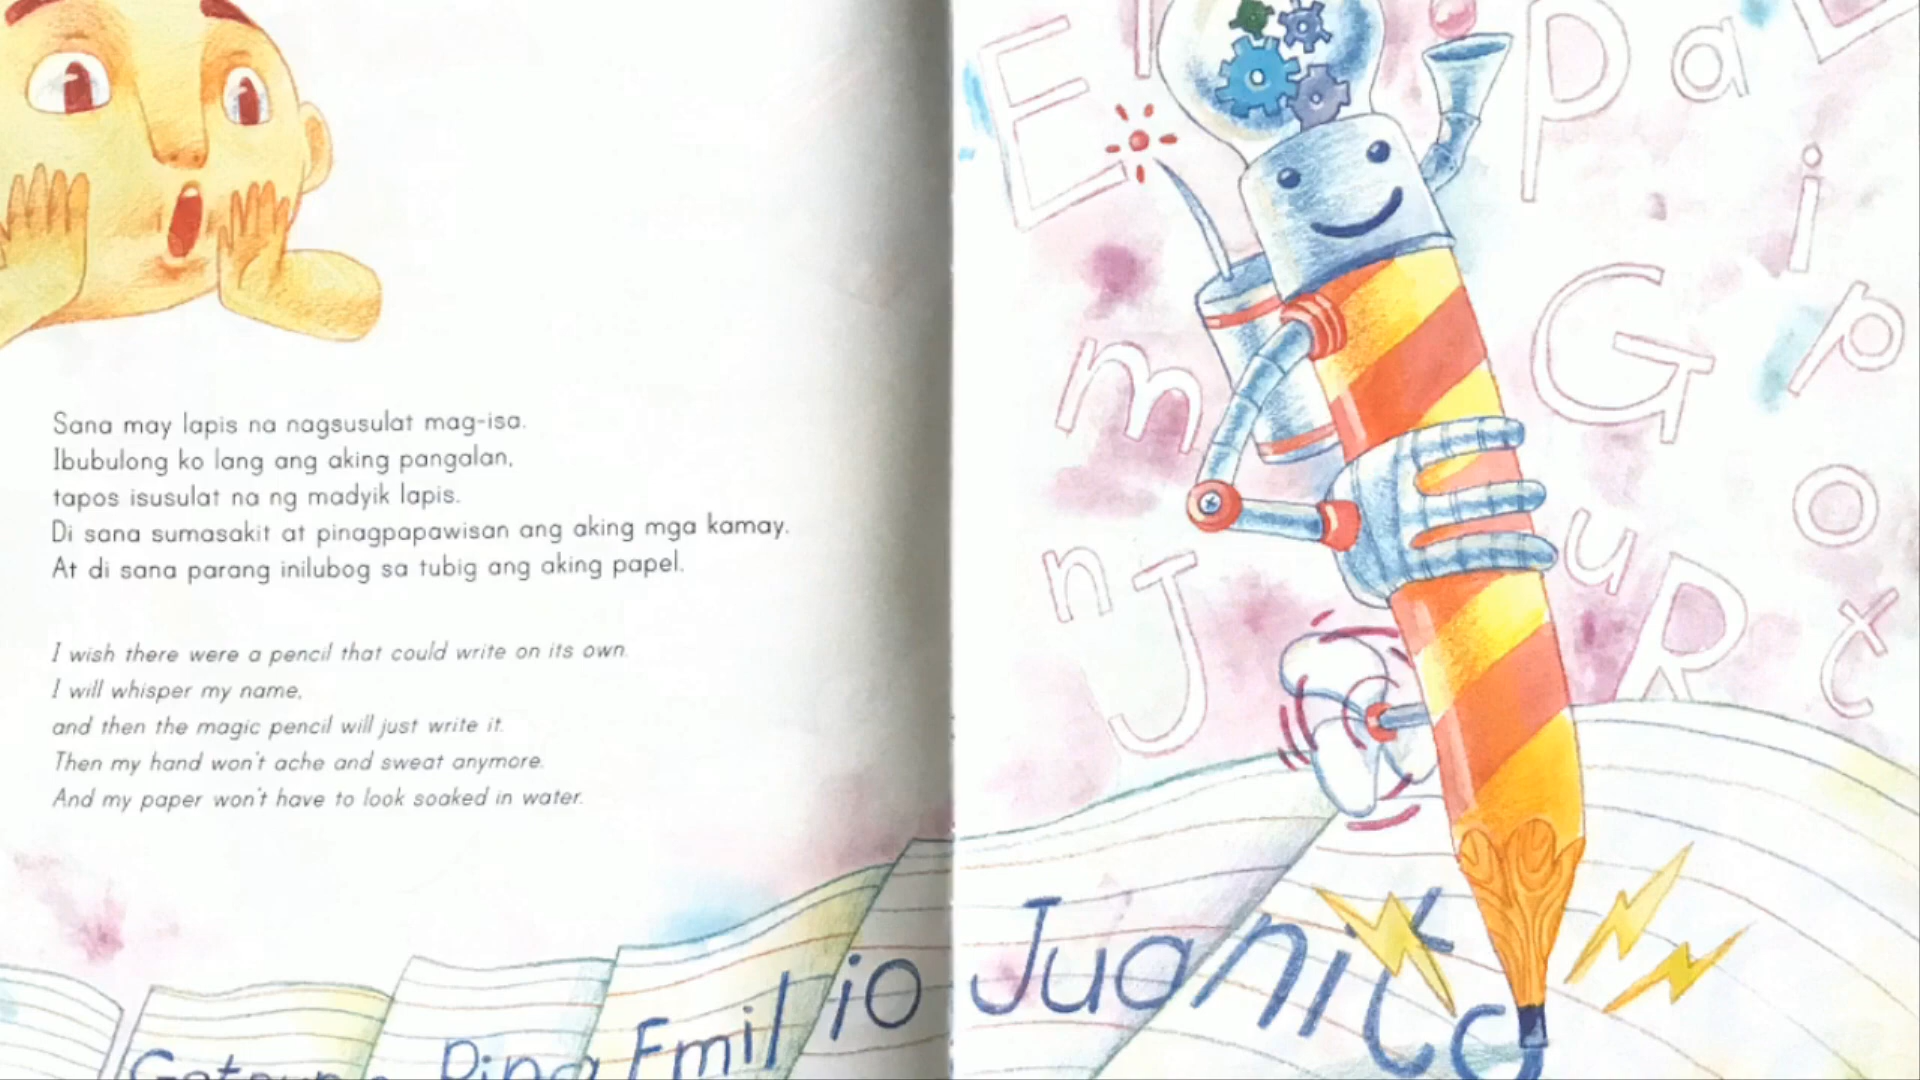 Sana may lapis na nagsusulat mag-isa.
Ibubulong ko lang ang aking pangalan,
tapos isusulat na ng madyik lapis.
Di sana sumasakit at pinagpapawisan ang aking mga kamay.
At di sana parang inilubog sa tubig ang aking papel.
I wish there were a pencil that could write on its own.
I will whisper my name,
and then the magic pencil will just write it.
Then my hand won't ache and sweat anymore.
And my paper won't have to look soaked in water.
E
P a
i
m
G p
o
n J
u R t
Emilio Juanito